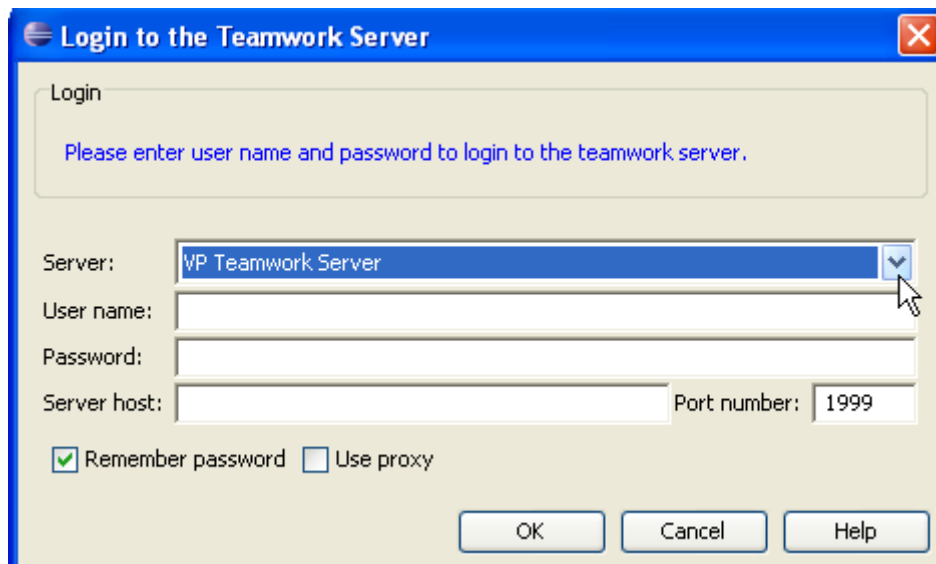 Login to the Teamwork Server
Login
Please enter user name and password to login to the teamwork server.
Server: VP Teamwork Server
User name:
Password:
Server host: Port number: 1999
Remember password Use proxy
OK Cancel Help